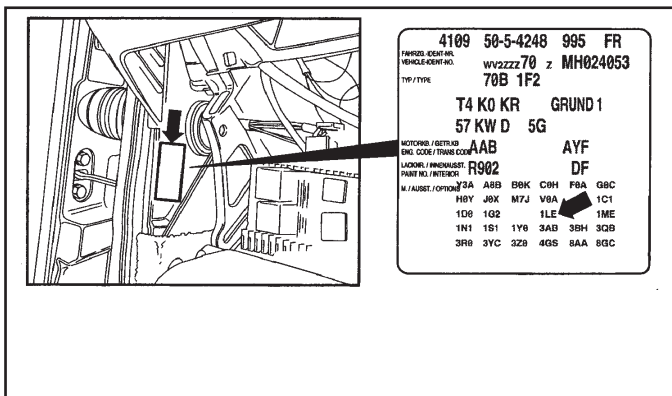 4109 50-5-4248 995 FR
FAHRZG.-IDENT-NR.
VEHICLE-IDENT-NO. WV2ZZZ70 Z MH024053
TYP / TYPE 70B 1F2
T4 K0 KR GRUND 1
57 KW D 5G
MOTORKB. / GETR.KB
ENG. CODE / TRANS CODE AAB AYF
LACKNR. / INNENAUSST.
PAINT NO. / INTERIOR R902 DF
M. / AUSST. / OPTIONS Y3A A8B B0K C0H F0A G0C
H0Y J0X M7J V0A 1C1
1D0 1G2 1LE 1ME
1N1 1S1 1Y0 3AB 3BH 3QB
3R0 3YC 3Z0 4GS 8AA 8GC